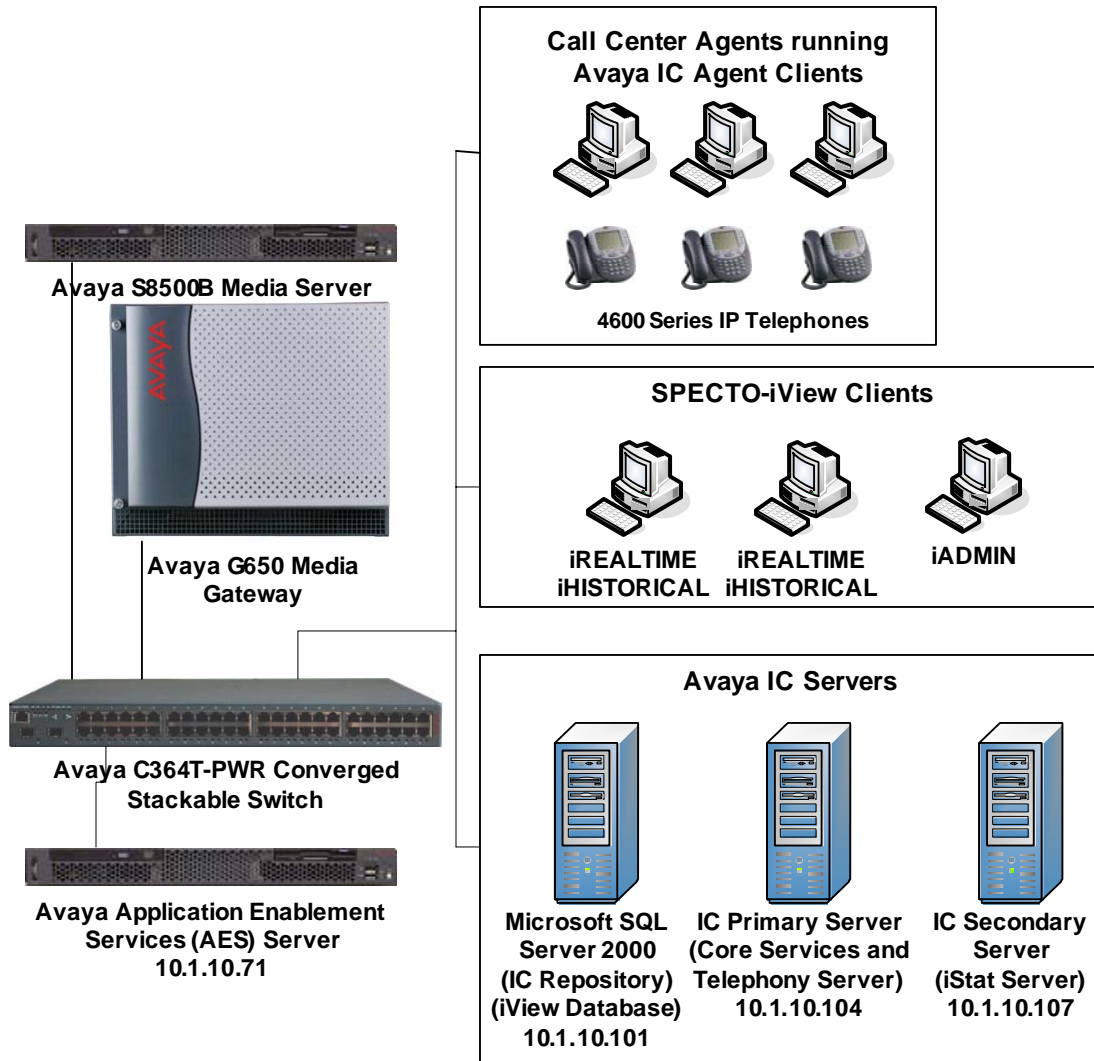 Call Center Agents running
Avaya IC Agent Clients
4600 Series IP Telephones
Avaya S8500B Media Server
AVAYA
Avaya G650 Media
Gateway
SPECTO-iView Clients
iREALTIME
iHISTORICAL
iREALTIME
iHISTORICAL
iADMIN
Avaya C364T-PWR Converged
Stackable Switch
Avaya Application Enablement
Services (AES) Server
10.1.10.71
Avaya IC Servers
Microsoft SQL
Server 2000
(IC Repository)
(iView Database)
10.1.10.101
IC Primary Server
(Core Services and
Telephony Server)
10.1.10.104
IC Secondary
Server
(iStat Server)
10.1.10.107